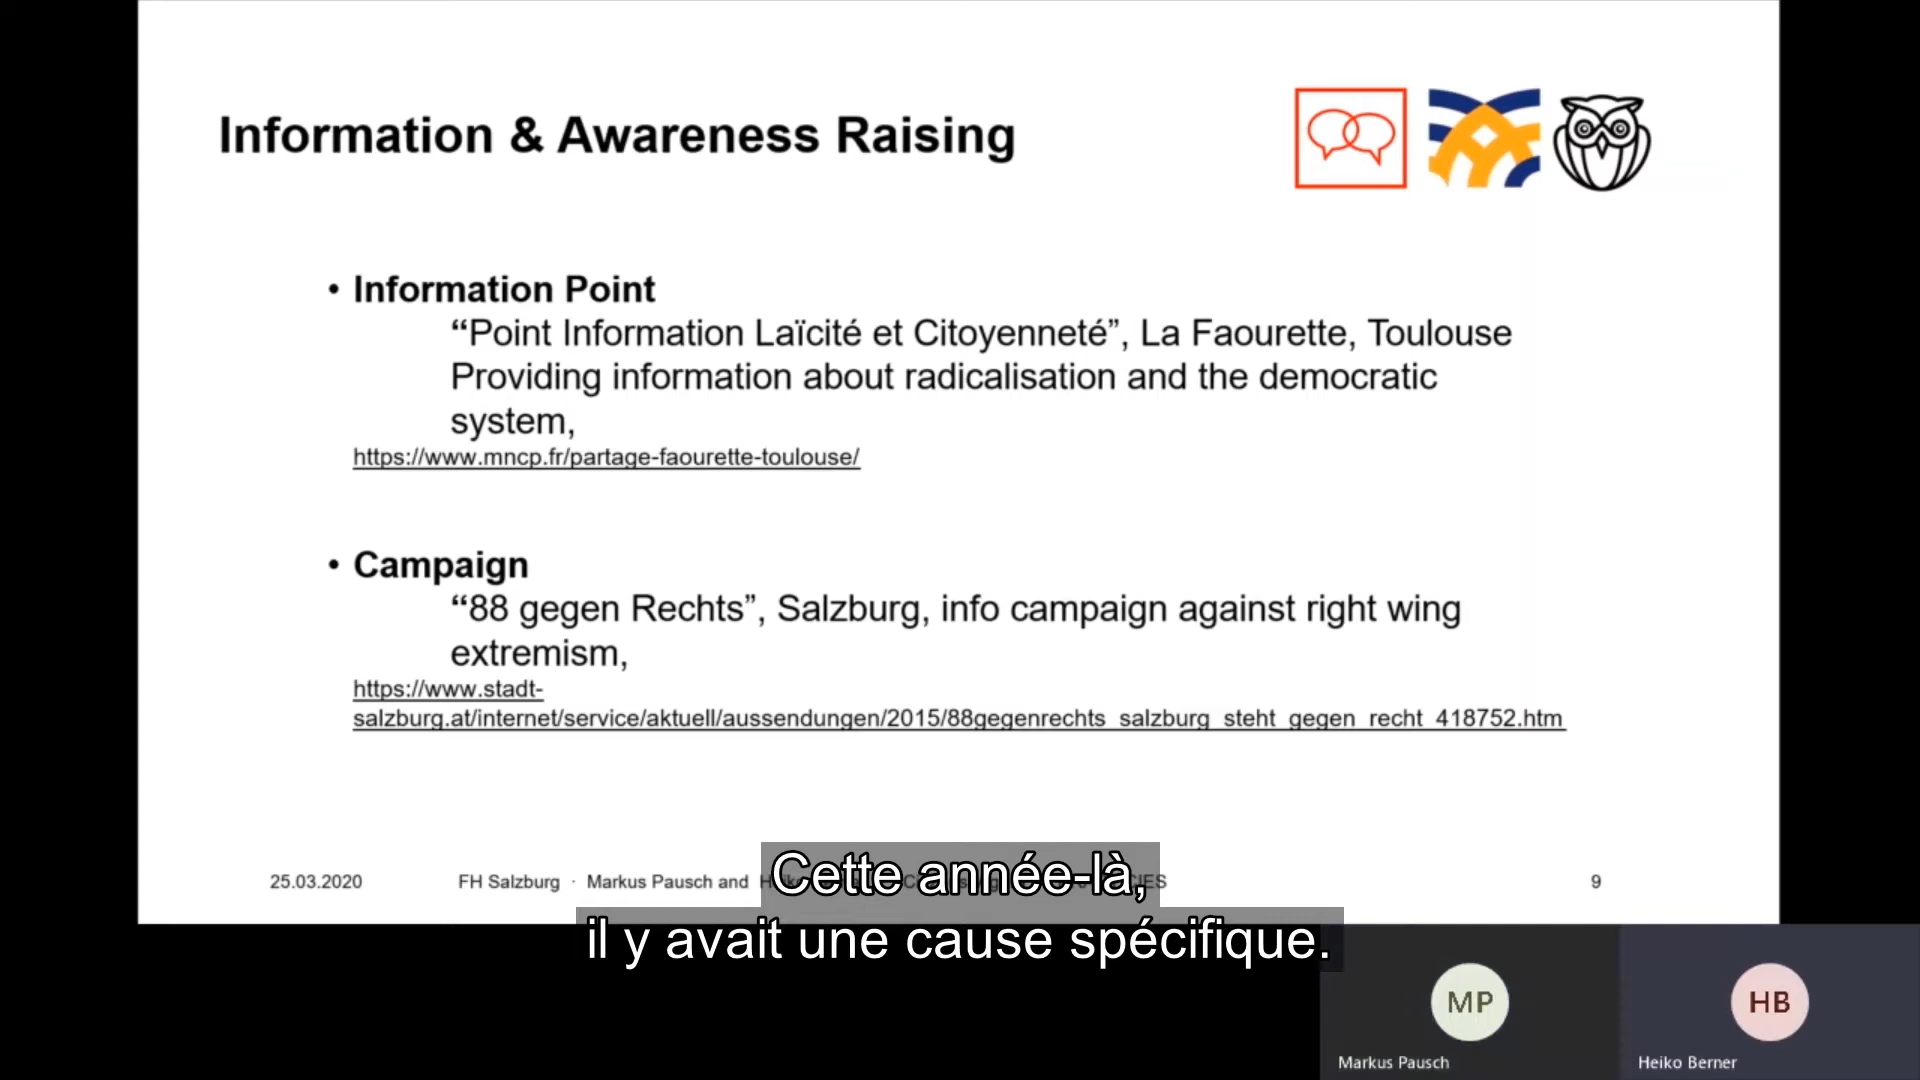 Information & Awareness Raising
• Information Point
“Point Information Laïcité et Citoyenneté”, La Faourette, Toulouse
Providing information about radicalisation and the democratic
system,
https://www.mncp.fr/partage-faourette-toulouse/
• Campaign
“88 gegen Rechts”, Salzburg, info campaign against right wing
extremism,
https://www.stadt-
salzburg.at/internet/service/aktuell/aussendungen/2015/88gegenrechts_salzburg_steht_gegen_recht_418752.htm
25.03.2020
FH Salzburg · Markus Pausch and
9
Cette année-là,
il y avait une cause spécifique.
MP
HB
Markus Pausch
Heiko Berner